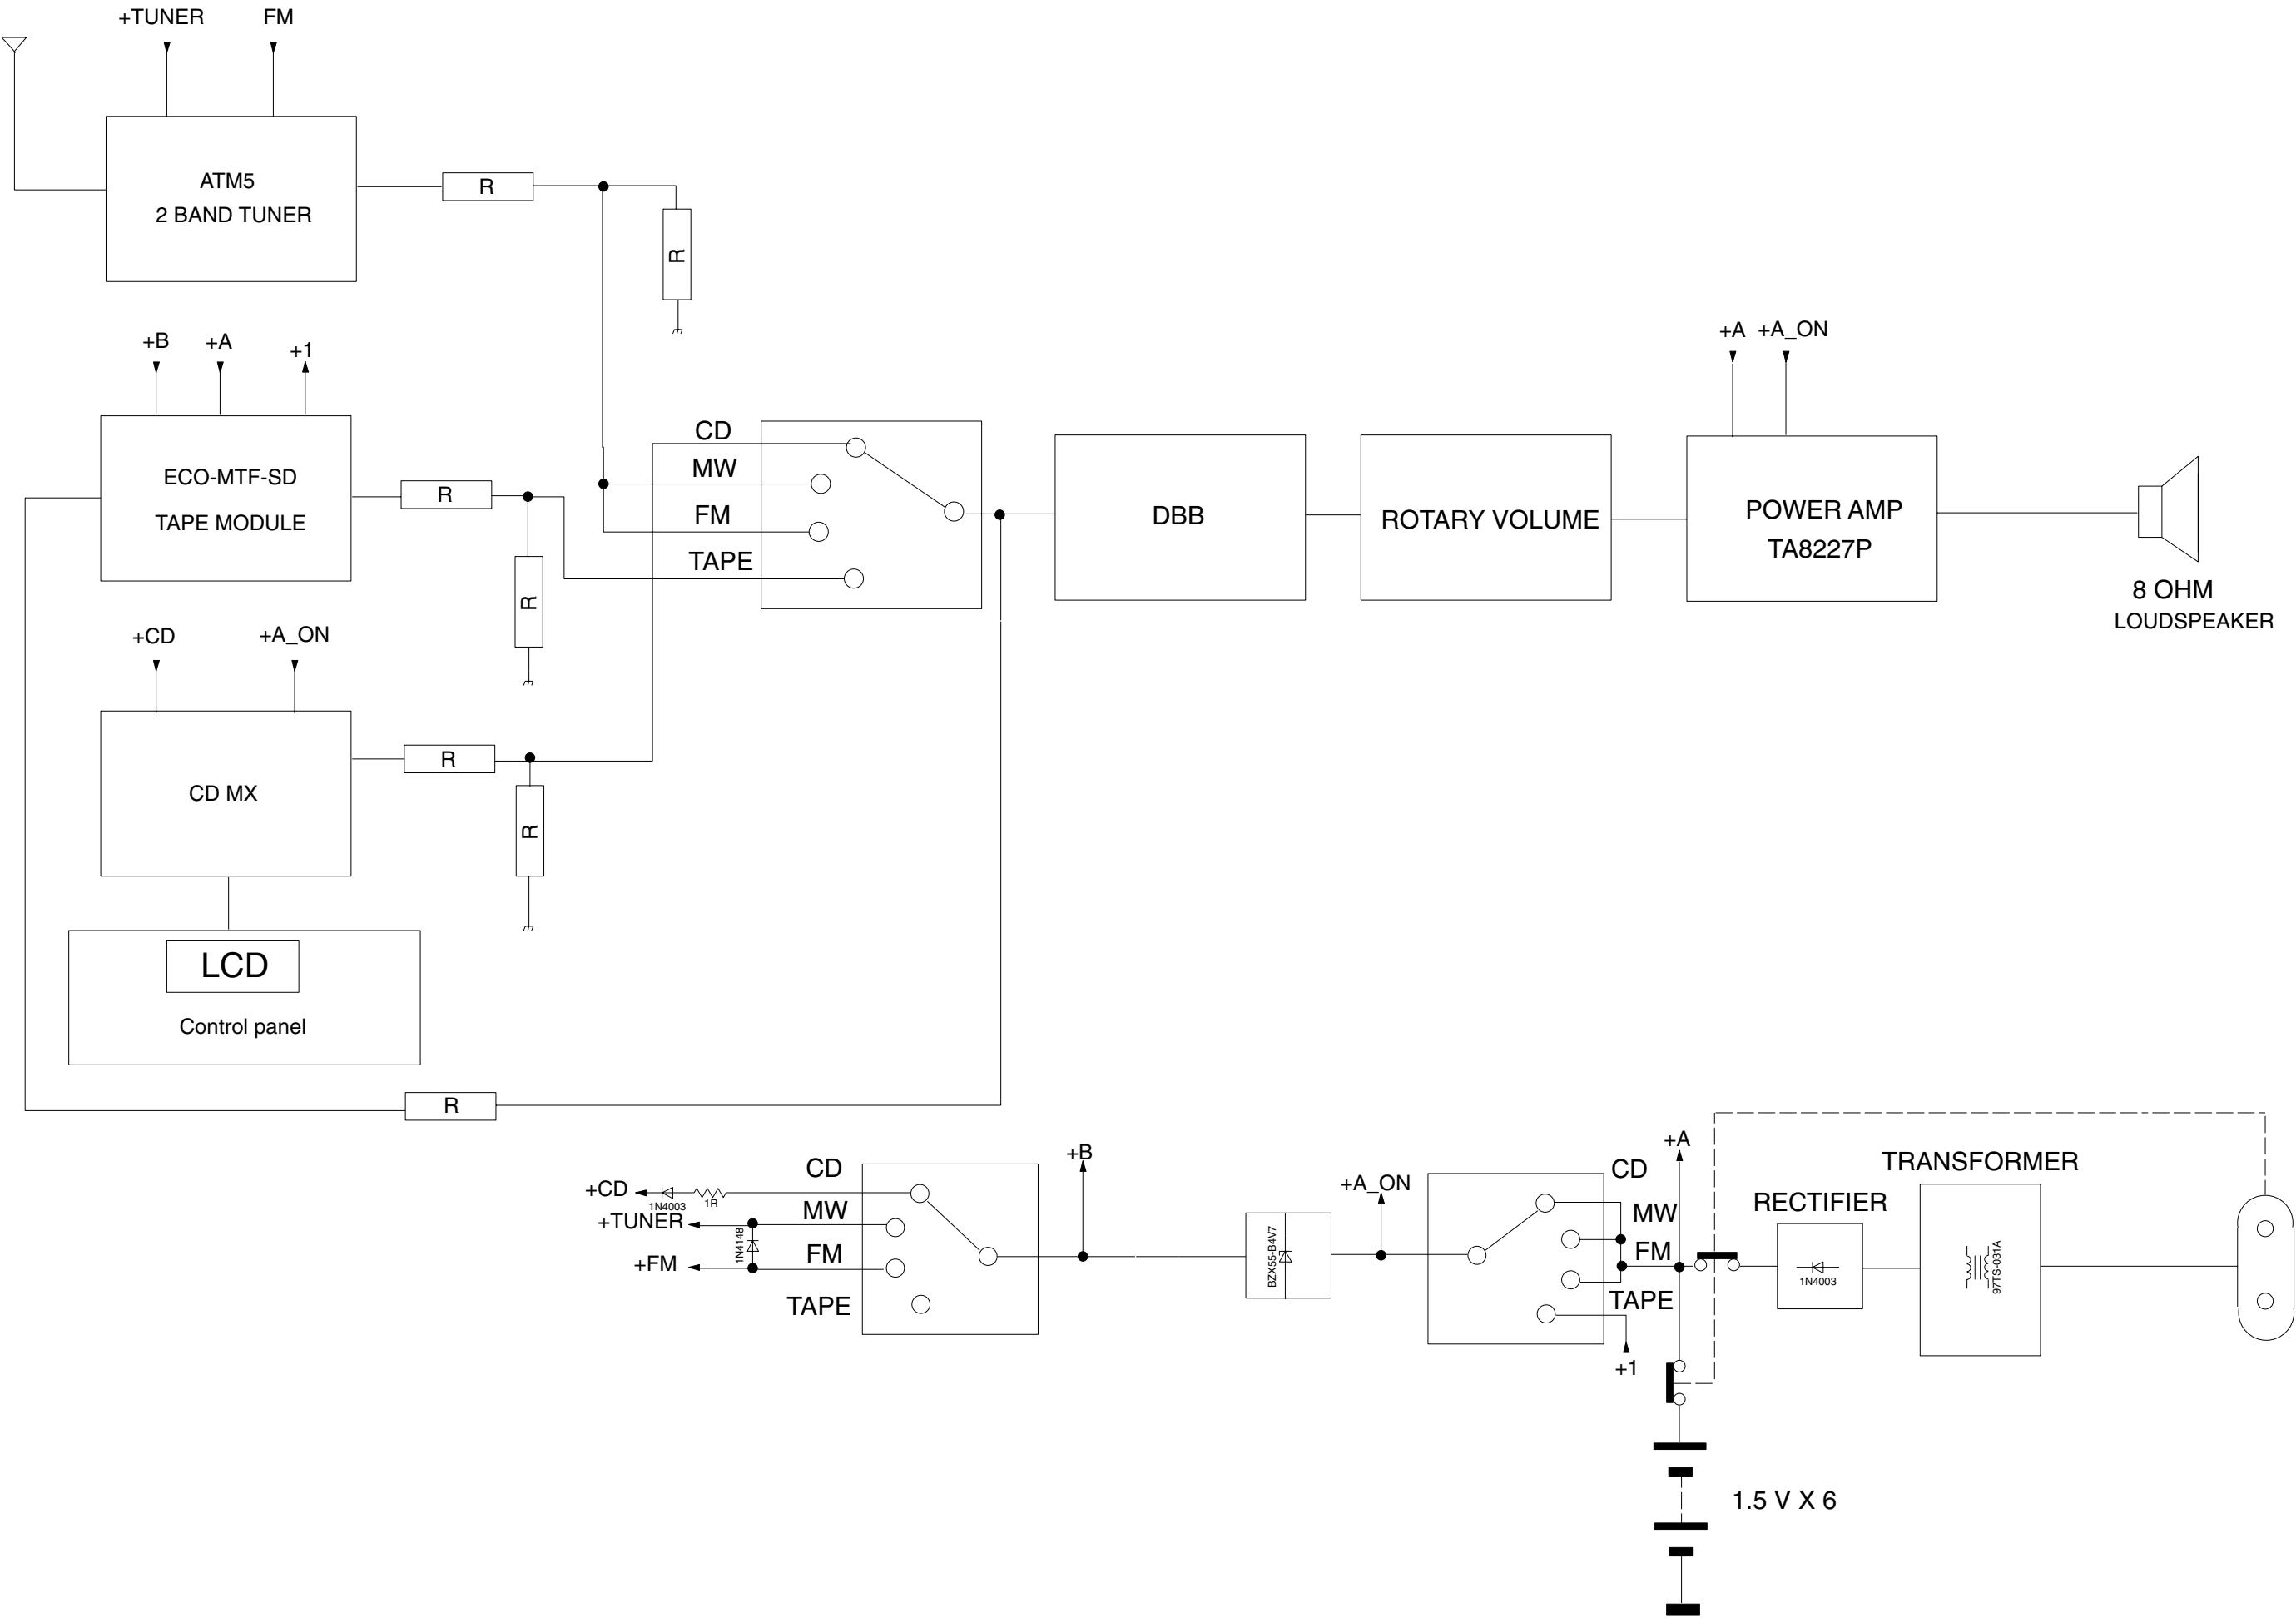 +TUNER FM
ATM5
2 BAND TUNER
R
R
+B +A +1
ECO-MTF-SD
TAPE MODULE
R
R
+CD +A_ON
CD MX
R
R
LCD
Control panel
R
CD
MW
FM
TAPE
DBB
ROTARY VOLUME
+A +A_ON
POWER AMP
TA8227P
8 OHM
LOUDSPEAKER
+CD
1N4003
1R
+TUNER
1N4148
+FM
CD
MW
FM
TAPE
+B
BZX55-B4V7
+A_ON
CD
MW
FM
TAPE
+1
+A
RECTIFIER
1N4003
TRANSFORMER
97TS-031A
1.5 V X 6